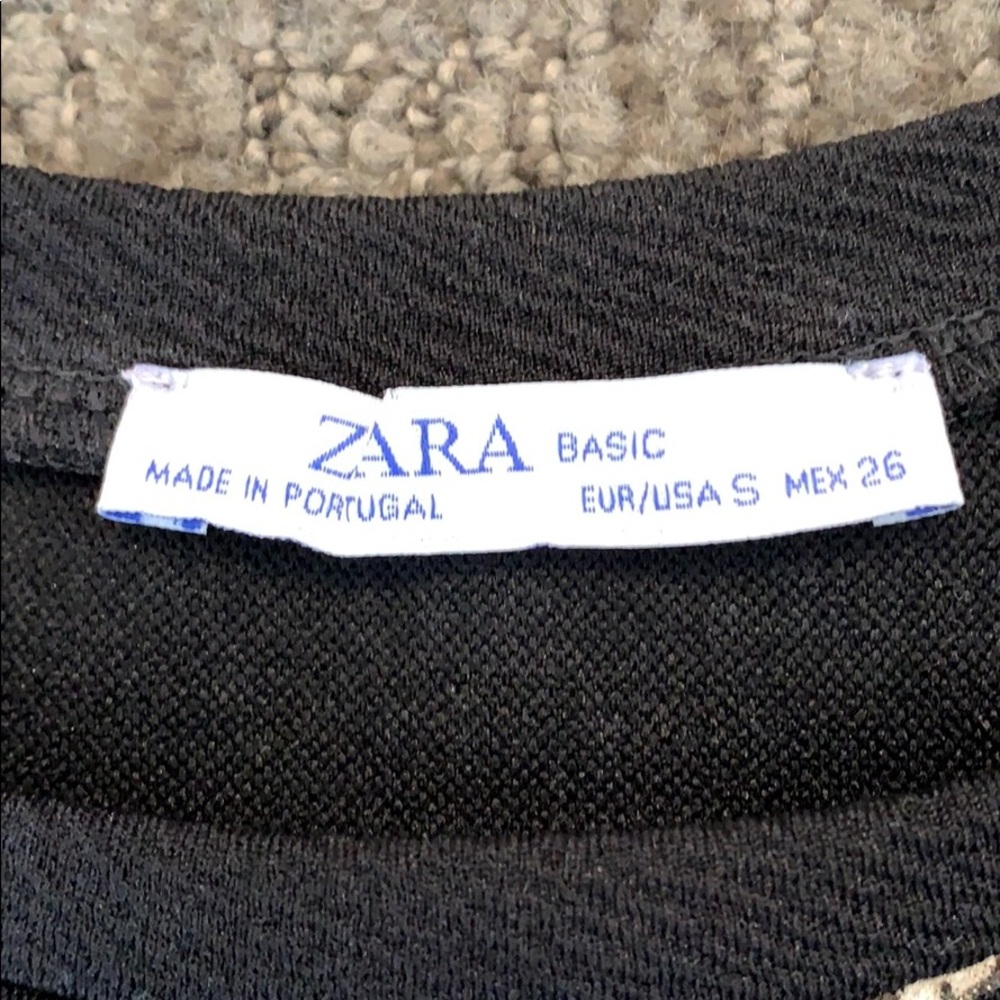 ZARA BASIC
MADE IN PORTUGAL EUR/USA S MEX 26